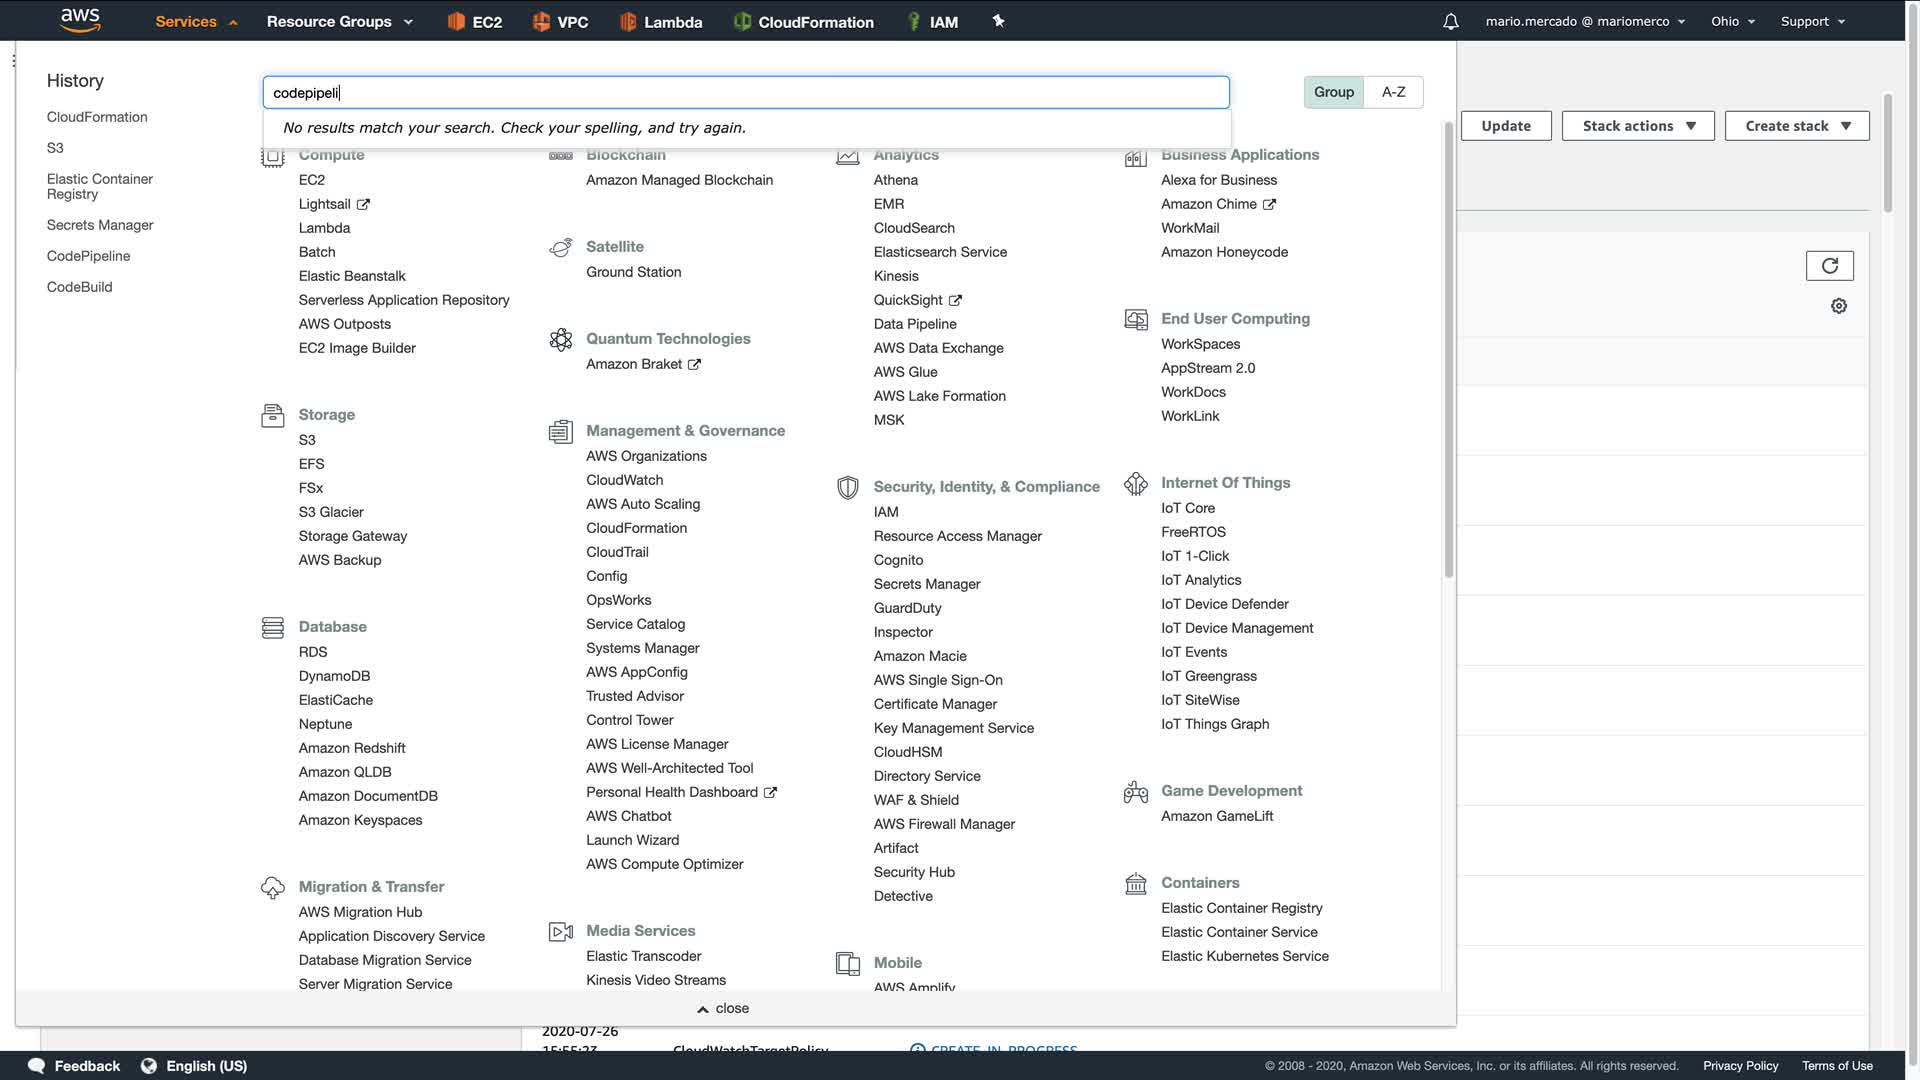 aws
Services
Resource Groups
EC2
VPC
Lambda
CloudFormation
IAM
mario.mercado @ mariomerco
Ohio
Support
History
CloudFormation
S3
Elastic Container
Registry
Secrets Manager
CodePipeline
CodeBuild
codepipeli
Group
A-Z
No results match your search. Check your spelling, and try again.
Update
Stack actions
Create stack
Compute
EC2
Lightsail
Lambda
Batch
Elastic Beanstalk
Serverless Application Repository
AWS Outposts
EC2 Image Builder
Storage
S3
EFS
FSx
S3 Glacier
Storage Gateway
AWS Backup
Database
RDS
DynamoDB
ElastiCache
Neptune
Amazon Redshift
Amazon QLDB
Amazon DocumentDB
Amazon Keyspaces
Migration & Transfer
AWS Migration Hub
Application Discovery Service
Database Migration Service
Server Migration Service
Blockchain
Amazon Managed Blockchain
Satellite
Ground Station
Quantum Technologies
Amazon Braket
Management & Governance
AWS Organizations
CloudWatch
AWS Auto Scaling
CloudFormation
CloudTrail
Config
OpsWorks
Service Catalog
Systems Manager
AWS AppConfig
Trusted Advisor
Control Tower
AWS License Manager
AWS Well-Architected Tool
Personal Health Dashboard
AWS Chatbot
Launch Wizard
AWS Compute Optimizer
Media Services
Elastic Transcoder
Kinesis Video Streams
Analytics
Athena
EMR
CloudSearch
Elasticsearch Service
Kinesis
QuickSight
Data Pipeline
AWS Data Exchange
AWS Glue
AWS Lake Formation
MSK
Security, Identity, & Compliance
IAM
Resource Access Manager
Cognito
Secrets Manager
GuardDuty
Inspector
Amazon Macie
AWS Single Sign-On
Certificate Manager
Key Management Service
CloudHSM
Directory Service
WAF & Shield
AWS Firewall Manager
Artifact
Security Hub
Detective
Mobile
AWS Amplify
Business Applications
Alexa for Business
Amazon Chime
WorkMail
Amazon Honeycode
End User Computing
WorkSpaces
AppStream 2.0
WorkDocs
WorkLink
Internet Of Things
IoT Core
FreeRTOS
IoT 1-Click
IoT Analytics
IoT Device Defender
IoT Device Management
IoT Events
IoT Greengrass
IoT SiteWise
IoT Things Graph
Game Development
Amazon GameLift
Containers
Elastic Container Registry
Elastic Container Service
Elastic Kubernetes Service
close
2020-07-26
15:55:23
CloudWatchTargetPolicy
CREATE_IN_PROGRESS
Feedback
English (US)
© 2008 - 2020, Amazon Web Services, Inc. or its affiliates. All rights reserved.
Privacy Policy
Terms of Use